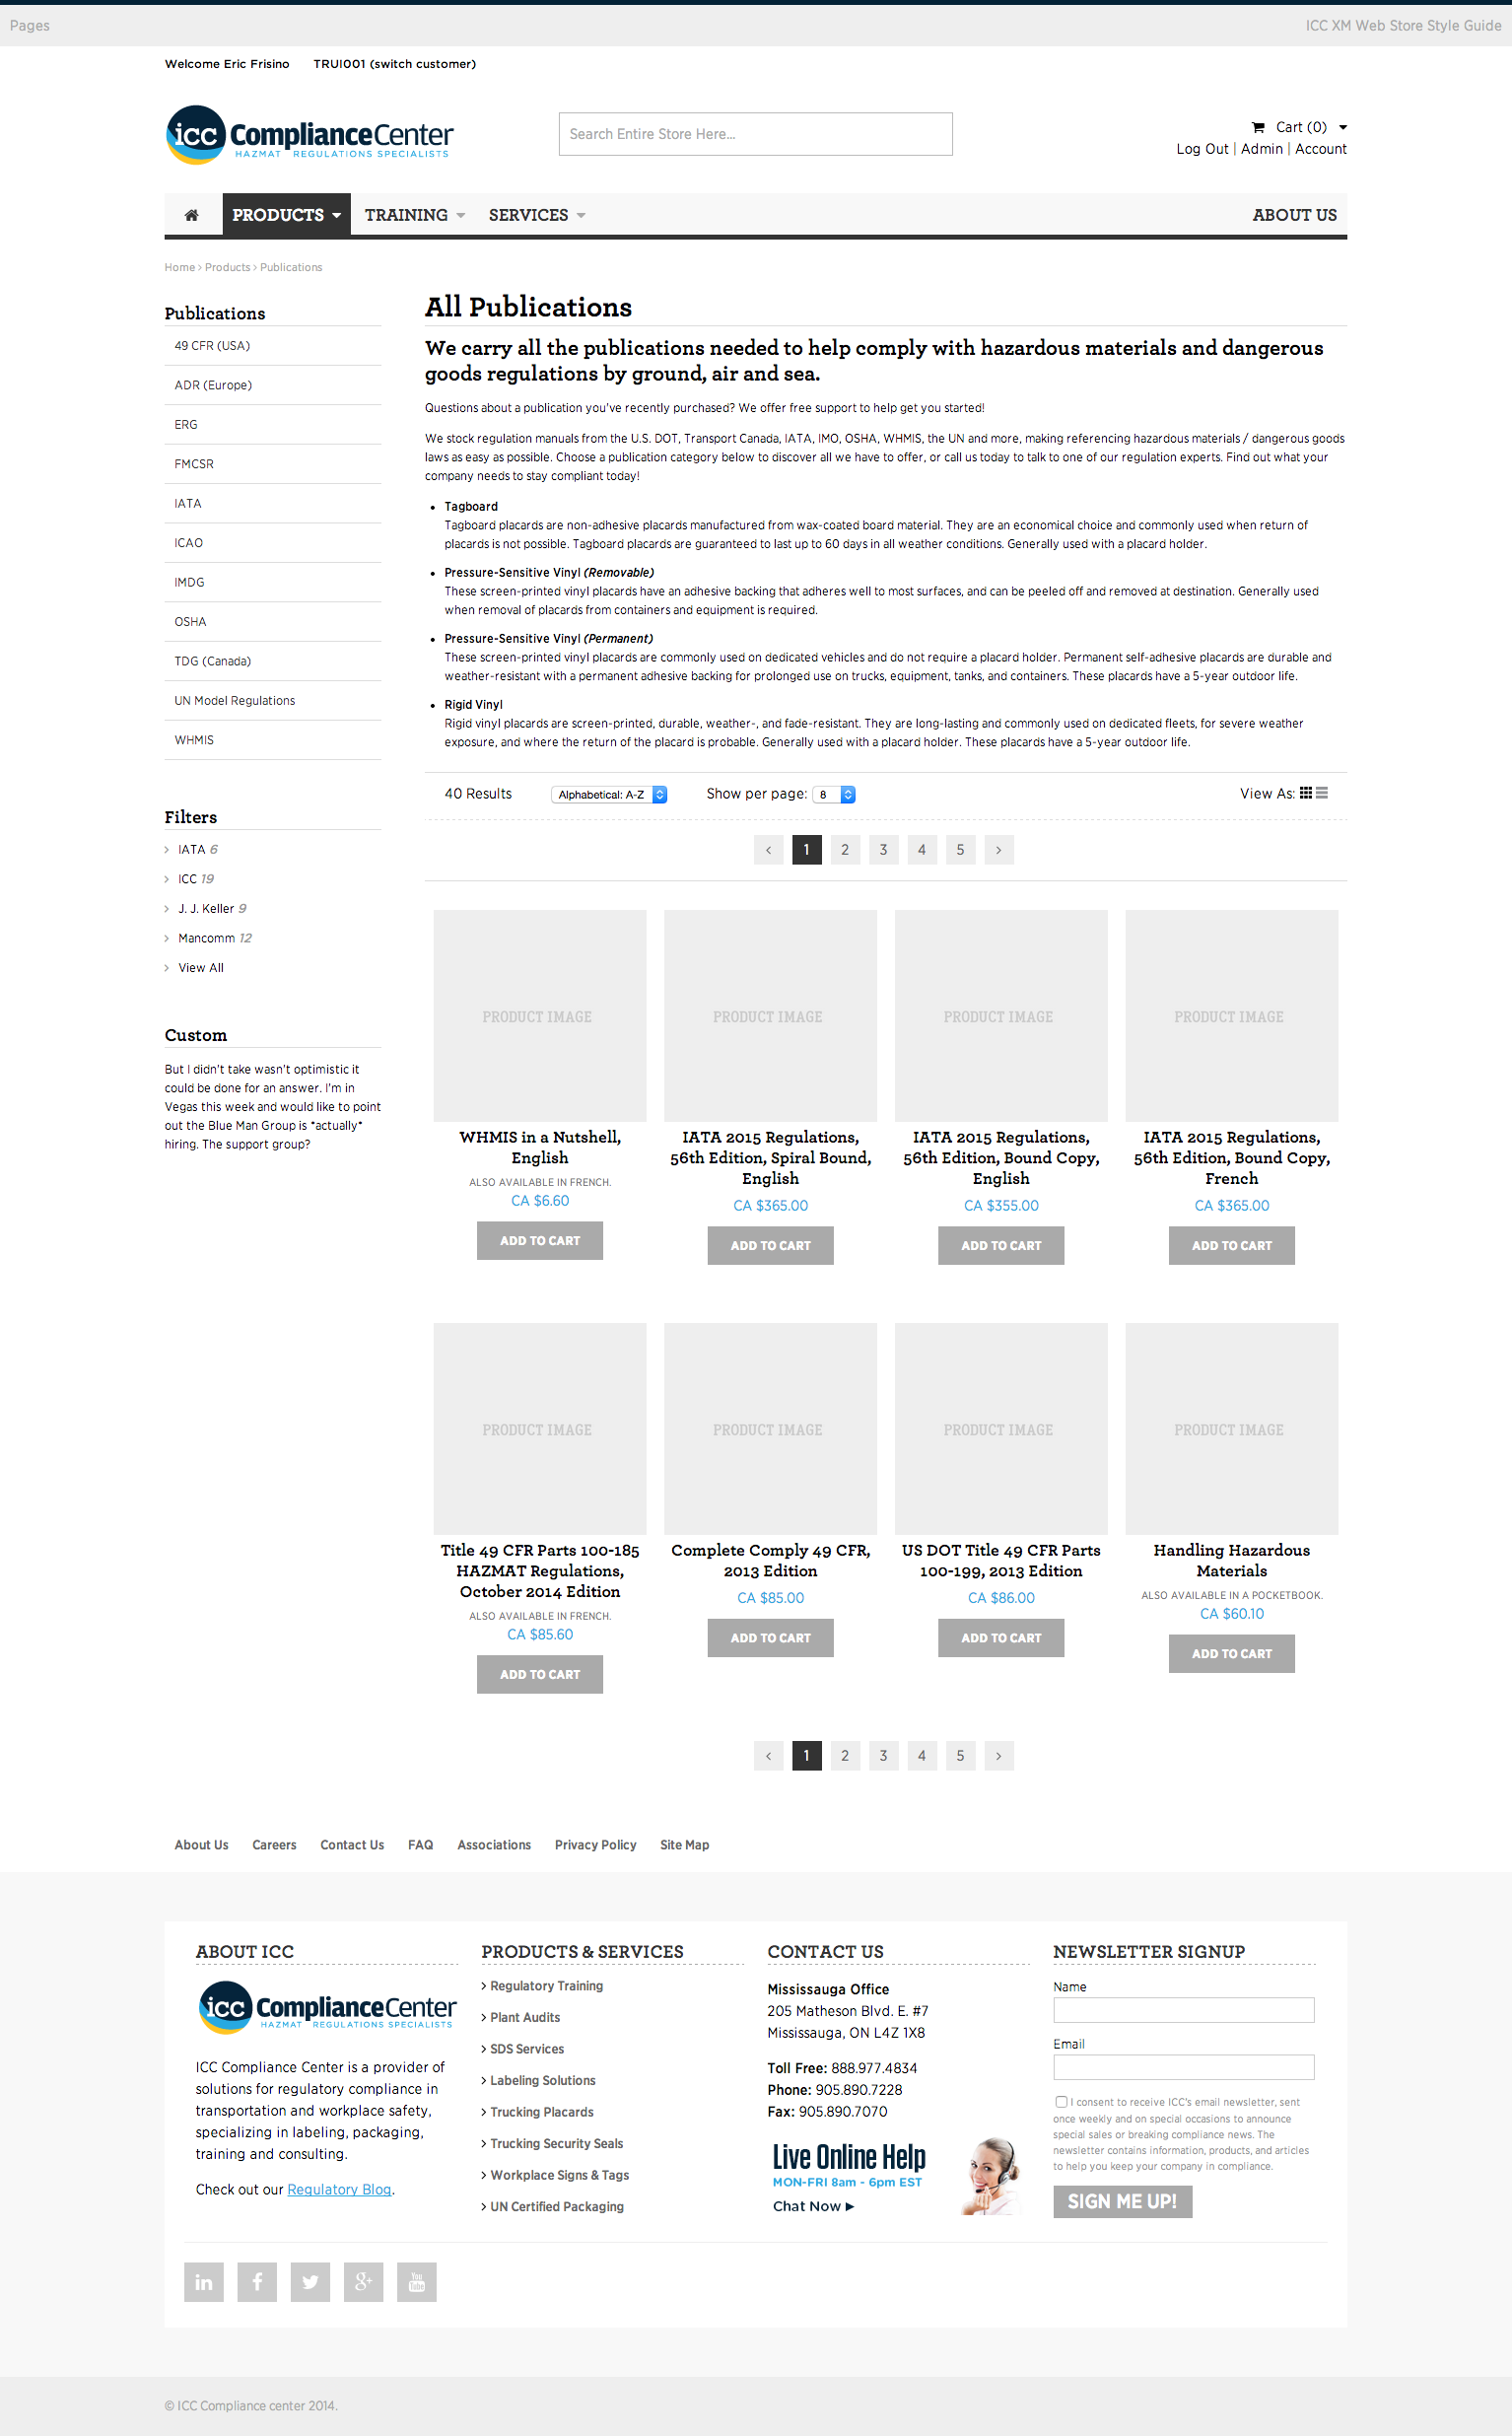 Pages
ICC XM Web Store Style Guide
Welcome Eric Frisino
TRUI001 (switch customer)
icc ComplianceCenter
HAZMAT REGULATIONS SPECIALISTS
Search Entire Store Here...
Cart (0)
Log Out | Admin | Account
PRODUCTS
TRAINING
SERVICES
ABOUT US
Home > Products > Publications
Publications
49 CFR (USA)
ADR (Europe)
ERG
FMCSR
IATA
ICAO
IMDG
OSHA
TDG (Canada)
UN Model Regulations
WHMIS
Filters
> IATA 6
> ICC 19
> J. J. Keller 9
> Mancomm 12
> View All
Custom
But I didn't take wasn't optimistic it
could be done for an answer. I'm in
Vegas this week and would like to point
out the Blue Man Group is *actually*
hiring. The support group?
All Publications
We carry all the publications needed to help comply with hazardous materials and dangerous
goods regulations by ground, air and sea.
Questions about a publication you've recently purchased? We offer free support to help get you started!
We stock regulation manuals from the U.S. DOT, Transport Canada, IATA, IMO, OSHA, WHMIS, the UN and more, making referencing hazardous materials / dangerous goods
laws as easy as possible. Choose a publication category below to discover all we have to offer, or call us today to talk to one of our regulation experts. Find out what your
company needs to stay compliant today!
• Tagboard
Tagboard placards are non-adhesive placards manufactured from wax-coated board material. They are an economical choice and commonly used when return of
placards is not possible. Tagboard placards are guaranteed to last up to 60 days in all weather conditions. Generally used with a placard holder.
• Pressure-Sensitive Vinyl (Removable)
These screen-printed vinyl placards have an adhesive backing that adheres well to most surfaces, and can be peeled off and removed at destination. Generally used
when removal of placards from containers and equipment is required.
• Pressure-Sensitive Vinyl (Permanent)
These screen-printed vinyl placards are commonly used on dedicated vehicles and do not require a placard holder. Permanent self-adhesive placards are durable and
weather-resistant with a permanent adhesive backing for prolonged use on trucks, equipment, tanks, and containers. These placards have a 5-year outdoor life.
• Rigid Vinyl
Rigid vinyl placards are screen-printed, durable, weather-, and fade-resistant. They are long-lasting and commonly used on dedicated fleets, for severe weather
exposure, and where the return of the placard is probable. Generally used with a placard holder. These placards have a 5-year outdoor life.
40 Results
Alphabetical: A-Z
Show per page: 8
View As:
< 1 2 3 4 5 >
PRODUCT IMAGE
WHMIS in a Nutshell,
English
ALSO AVAILABLE IN FRENCH.
CA $6.60
ADD TO CART
PRODUCT IMAGE
IATA 2015 Regulations,
56th Edition, Spiral Bound,
English
CA $365.00
ADD TO CART
PRODUCT IMAGE
IATA 2015 Regulations,
56th Edition, Bound Copy,
English
CA $355.00
ADD TO CART
PRODUCT IMAGE
IATA 2015 Regulations,
56th Edition, Bound Copy,
French
CA $365.00
ADD TO CART
PRODUCT IMAGE
Title 49 CFR Parts 100-185
HAZMAT Regulations,
October 2014 Edition
ALSO AVAILABLE IN FRENCH.
CA $85.60
ADD TO CART
PRODUCT IMAGE
Complete Comply 49 CFR,
2013 Edition
CA $85.00
ADD TO CART
PRODUCT IMAGE
US DOT Title 49 CFR Parts
100-199, 2013 Edition
CA $86.00
ADD TO CART
PRODUCT IMAGE
Handling Hazardous
Materials
ALSO AVAILABLE IN A POCKETBOOK.
CA $60.10
ADD TO CART
< 1 2 3 4 5 >
About Us
Careers
Contact Us
FAQ
Associations
Privacy Policy
Site Map
ABOUT ICC
icc ComplianceCenter
HAZMAT REGULATIONS SPECIALISTS
ICC Compliance Center is a provider of
solutions for regulatory compliance in
transportation and workplace safety,
specializing in labeling, packaging,
training and consulting.
Check out our Regulatory Blog.
PRODUCTS & SERVICES
> Regulatory Training
> Plant Audits
> SDS Services
> Labeling Solutions
> Trucking Placards
> Trucking Security Seals
> Workplace Signs & Tags
> UN Certified Packaging
CONTACT US
Mississauga Office
205 Matheson Blvd. E. #7
Mississauga, ON L4Z 1X8
Toll Free: 888.977.4834
Phone: 905.890.7228
Fax: 905.890.7070
Live Online Help
MON-FRI 8am - 6pm EST
Chat Now ▶
NEWSLETTER SIGNUP
Name
Email
I consent to receive ICC's email newsletter, sent
once weekly and on special occasions to announce
special sales or breaking compliance news. The
newsletter contains information, products, and articles
to help you keep your company in compliance.
SIGN ME UP!
in f g+ You Tube
© ICC Compliance center 2014.